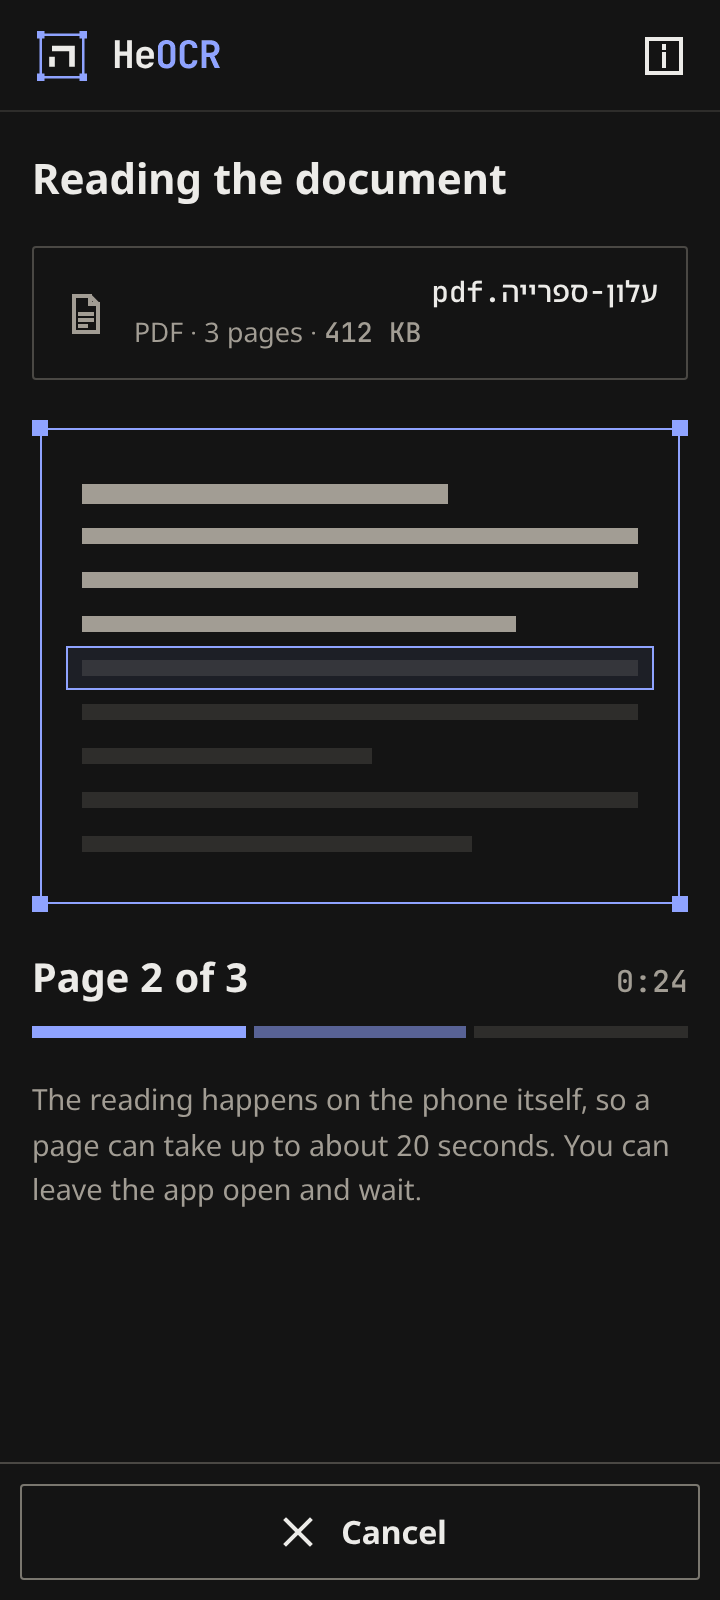 HeOCR
Reading the document
עלון-ספרייה.pdf
PDF · 3 pages · 412 KB
Page 2 of 3
0:24
The reading happens on the phone itself, so a
page can take up to about 20 seconds. You can
leave the app open and wait.
Cancel